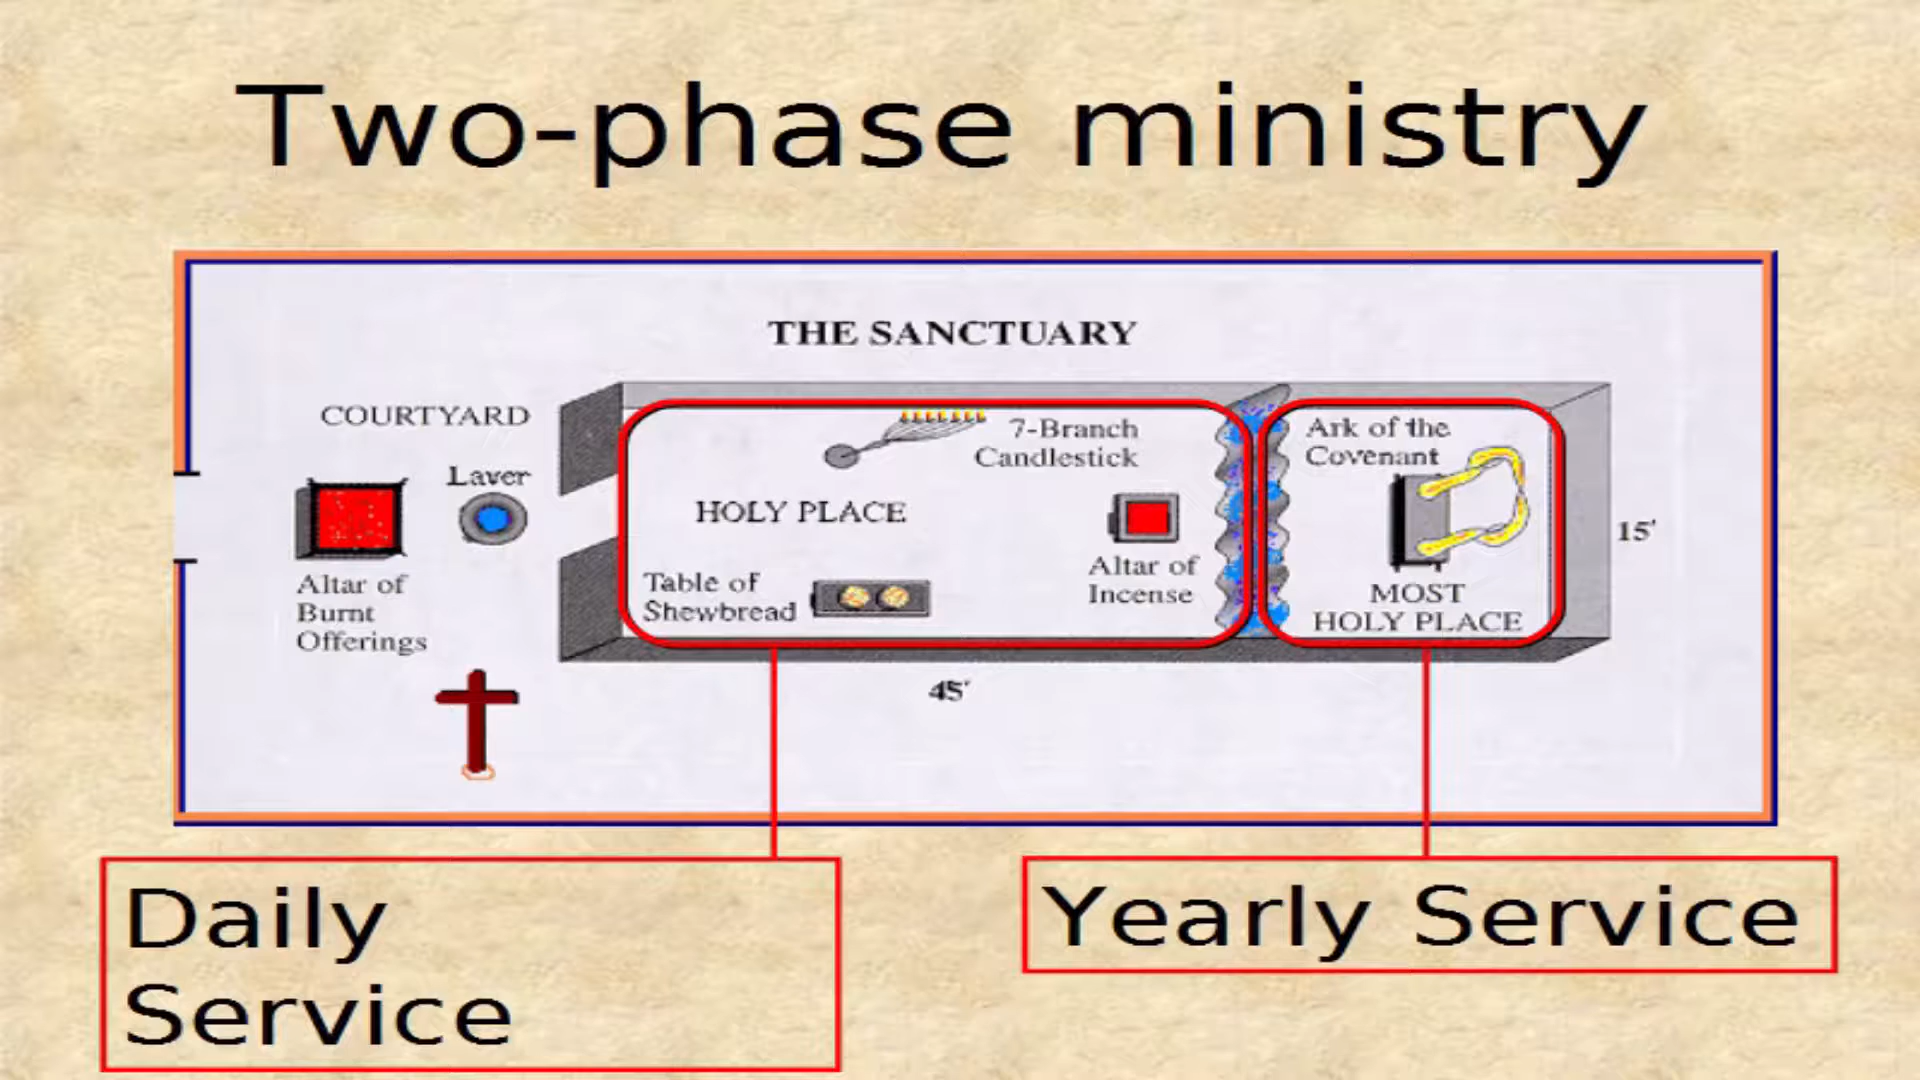 Two-phase ministry
THE SANCTUARY
COURTYARD
Laver
Altar of
Burnt
Offerings
7-Branch
Candlestick
HOLY PLACE
Table of
Shewbread
Altar of
Incense
Ark of the
Covenant
MOST
HOLY PLACE
15'
45'
Daily
Service
Yearly Service